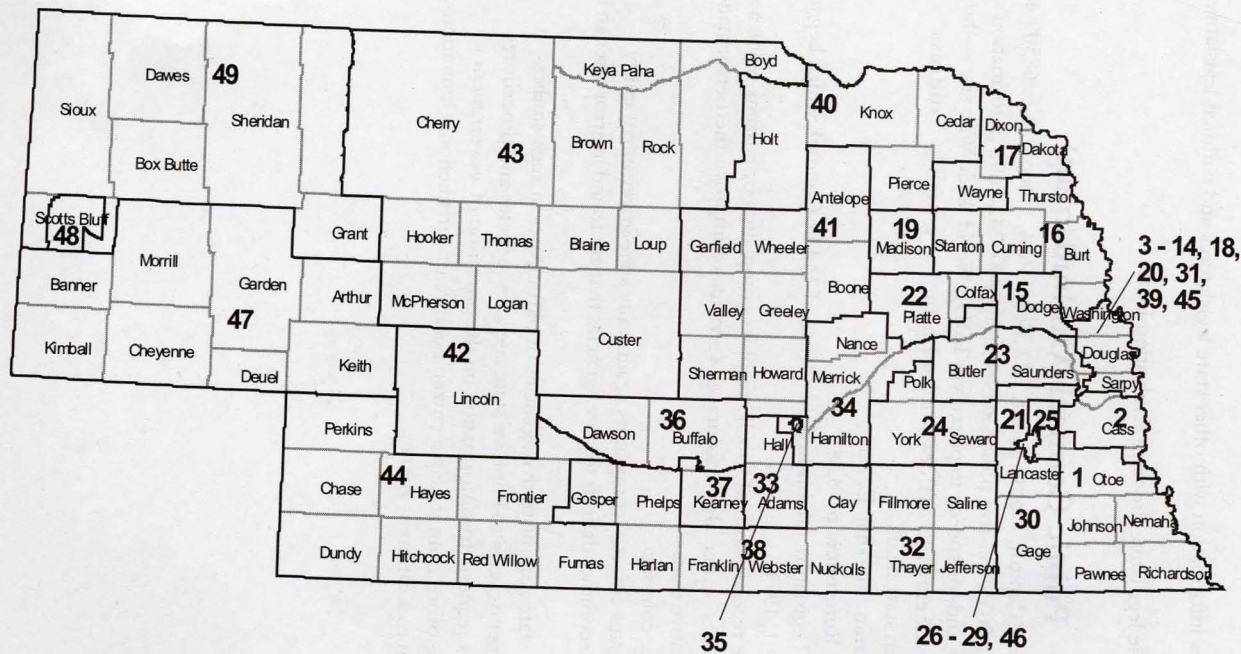 Dawes
49
Sioux
Sheridan
Box Butte
Scotts Bluff
48
Banner
Morrill
Garden
47
Kimball
Cheyenne
Deuel
Cherry
43
Keya Paha
Boyd
Brown
Rock
Holt
Grant
Hooker
Thomas
Blaine
Loup
Garfield
Wheeler
Arthur
McPherson
Logan
Custer
Valley
Greeley
Keith
42
Lincoln
Sherman
Howard
Perkins
Dawson
36
Buffalo
Hall
Chase
44
Hayes
Frontier
Gosper
Phelps
37
Kearney
33
Adams
Clay
Dundy
Hitchcock
Red Willow
Furnas
Harlan
Franklin
38
Webster
Nuckolls
40
Knox
Cedar
Dixon
17
Dakota
Antelope
41
Pierce
Wayne
Thurston
19
Madison
Stanton
Cuming
16
Burt
Boone
22
Platte
Colfax
15
Dodge
Washington
3 - 14, 18,
20, 31,
39, 45
Nance
Merrick
34
Polk
Butler
23
Saunders
Douglas
Sarpy
Hamilton
York
24
Seward
21
25
2
Cass
Lancaster
1
Otoe
Fillmore
Saline
30
Gage
Johnson
Nemaha
32
Thayer
Jefferson
Pawnee
Richardson
35
26 - 29, 46